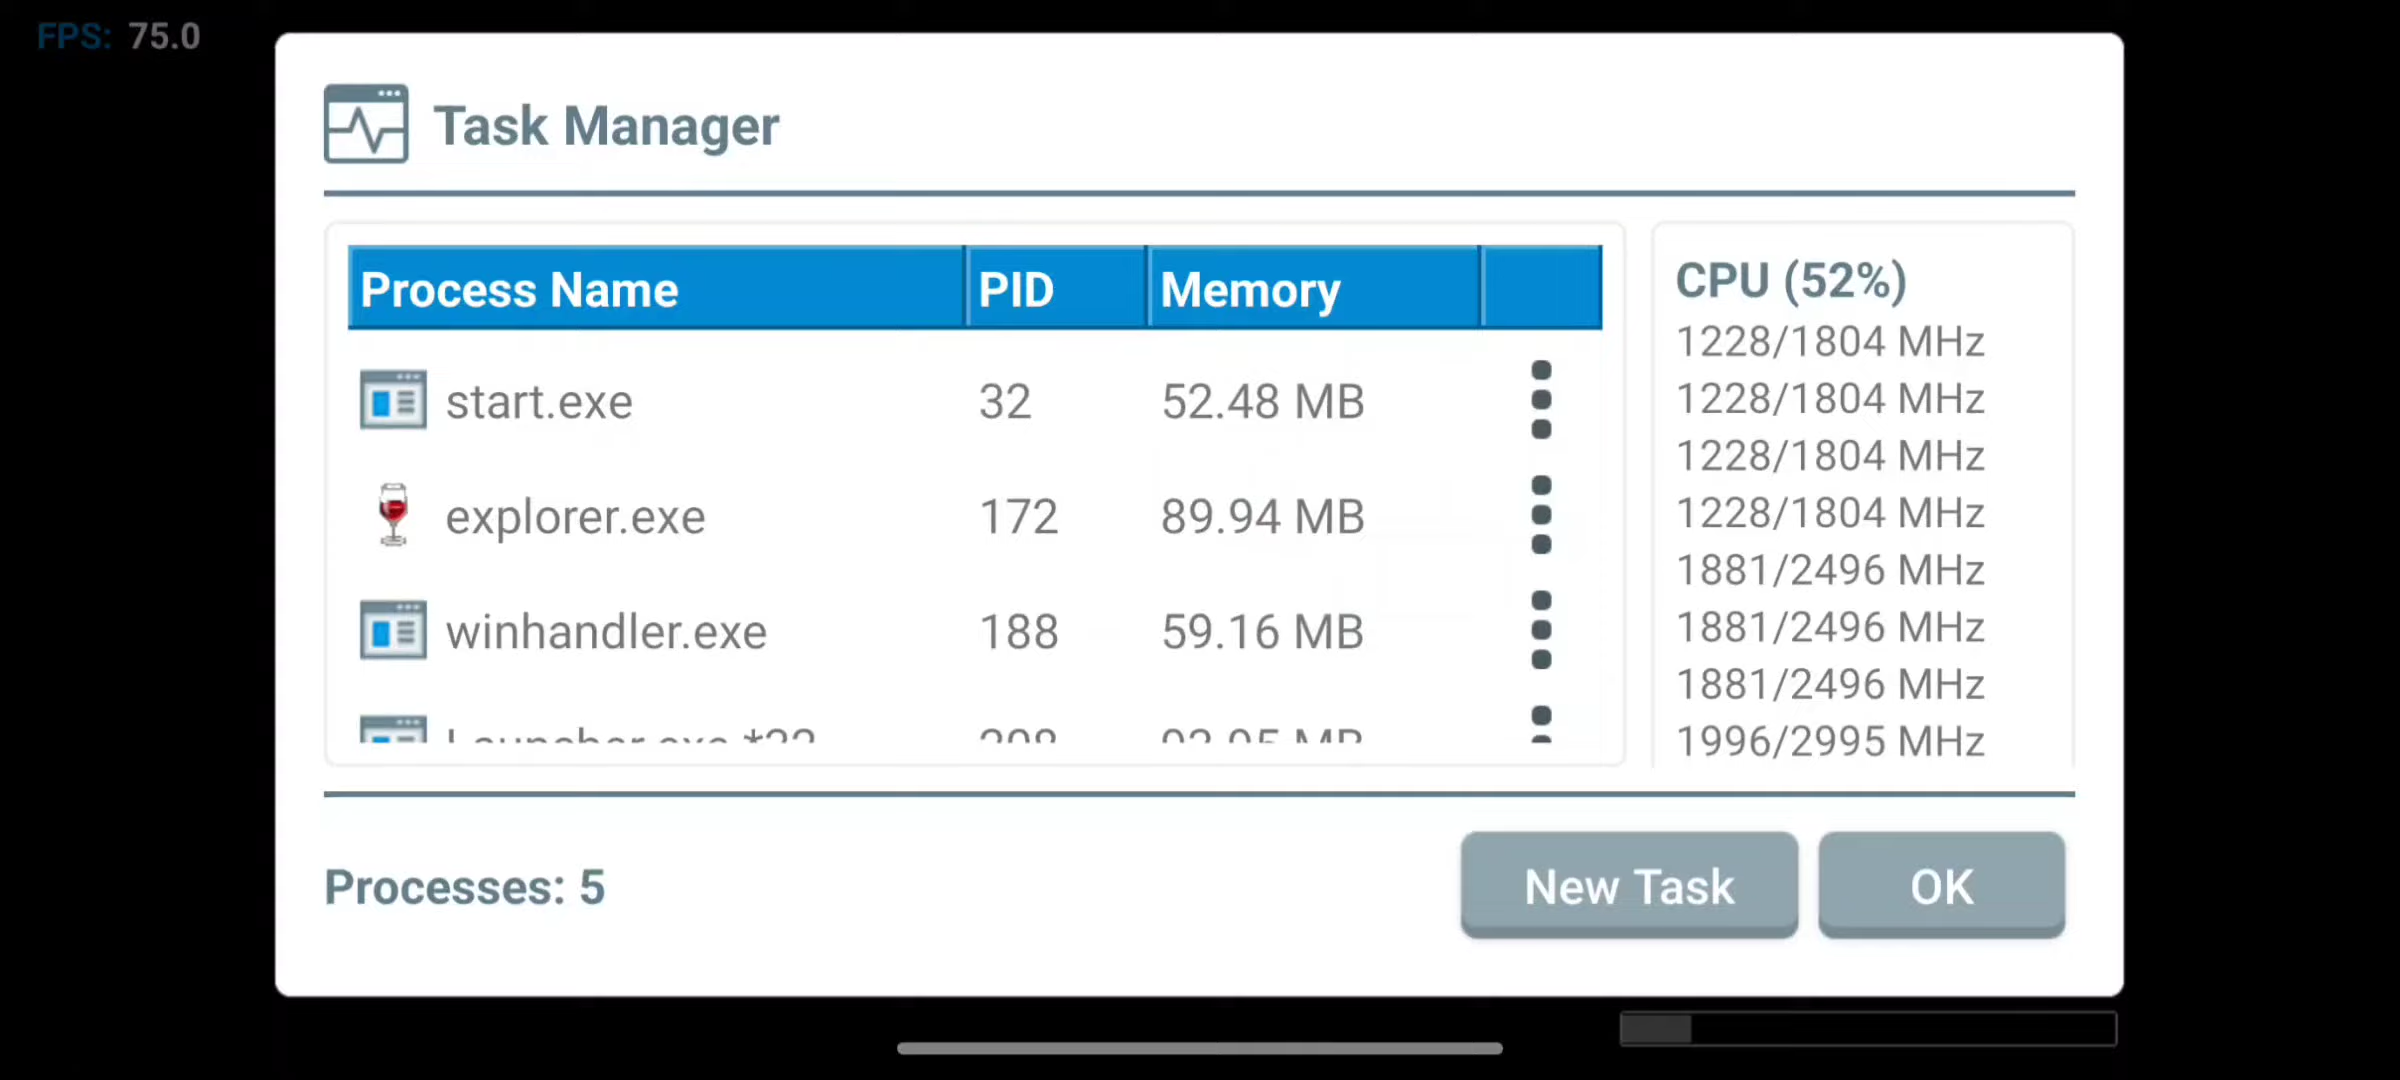 FPS: 75.0
Task Manager
Process Name PID Memory
start.exe 32 52.48 MB
explorer.exe 172 89.94 MB
winhandler.exe 188 59.16 MB
Launcher.exe
CPU (52%)
1228/1804 MHz
1228/1804 MHz
1228/1804 MHz
1228/1804 MHz
1881/2496 MHz
1881/2496 MHz
1881/2496 MHz
1996/2995 MHz
Processes: 5
New Task
OK